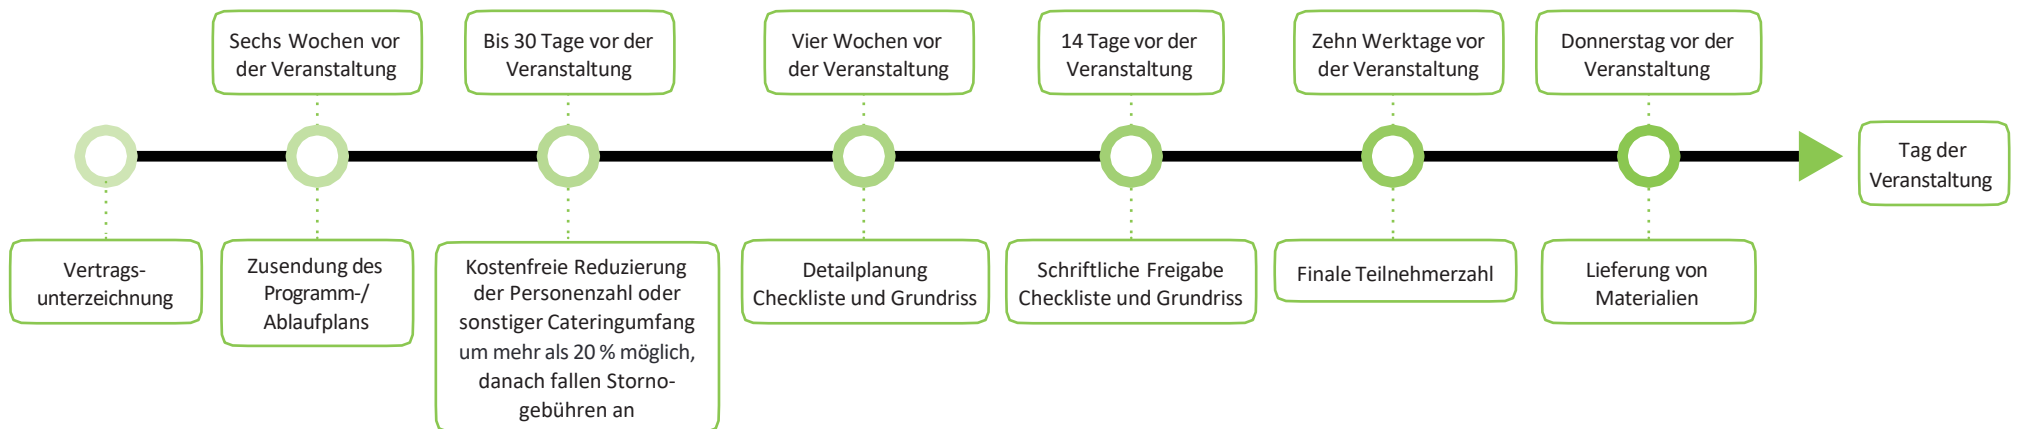 Sechs Wochen vor
der Veranstaltung
Bis 30 Tage vor der
Veranstaltung
Vier Wochen vor
der Veranstaltung
14 Tage vor der
Veranstaltung
Zehn Werktage vor
der Veranstaltung
Donnerstag vor der
Veranstaltung
Tag der
Veranstaltung
Vertrags-
unterzeichnung
Zusendung des
Programm-/
Ablaufplans
Kostenfreie Reduzierung
der Personenzahl oder
sonstiger Cateringumfang
um mehr als 20 % möglich,
danach fallen Storno-
gebühren an
Detailplanung
Checkliste und Grundriss
Schriftliche Freigabe
Checkliste und Grundriss
Finale Teilnehmerzahl
Lieferung von
Materialien